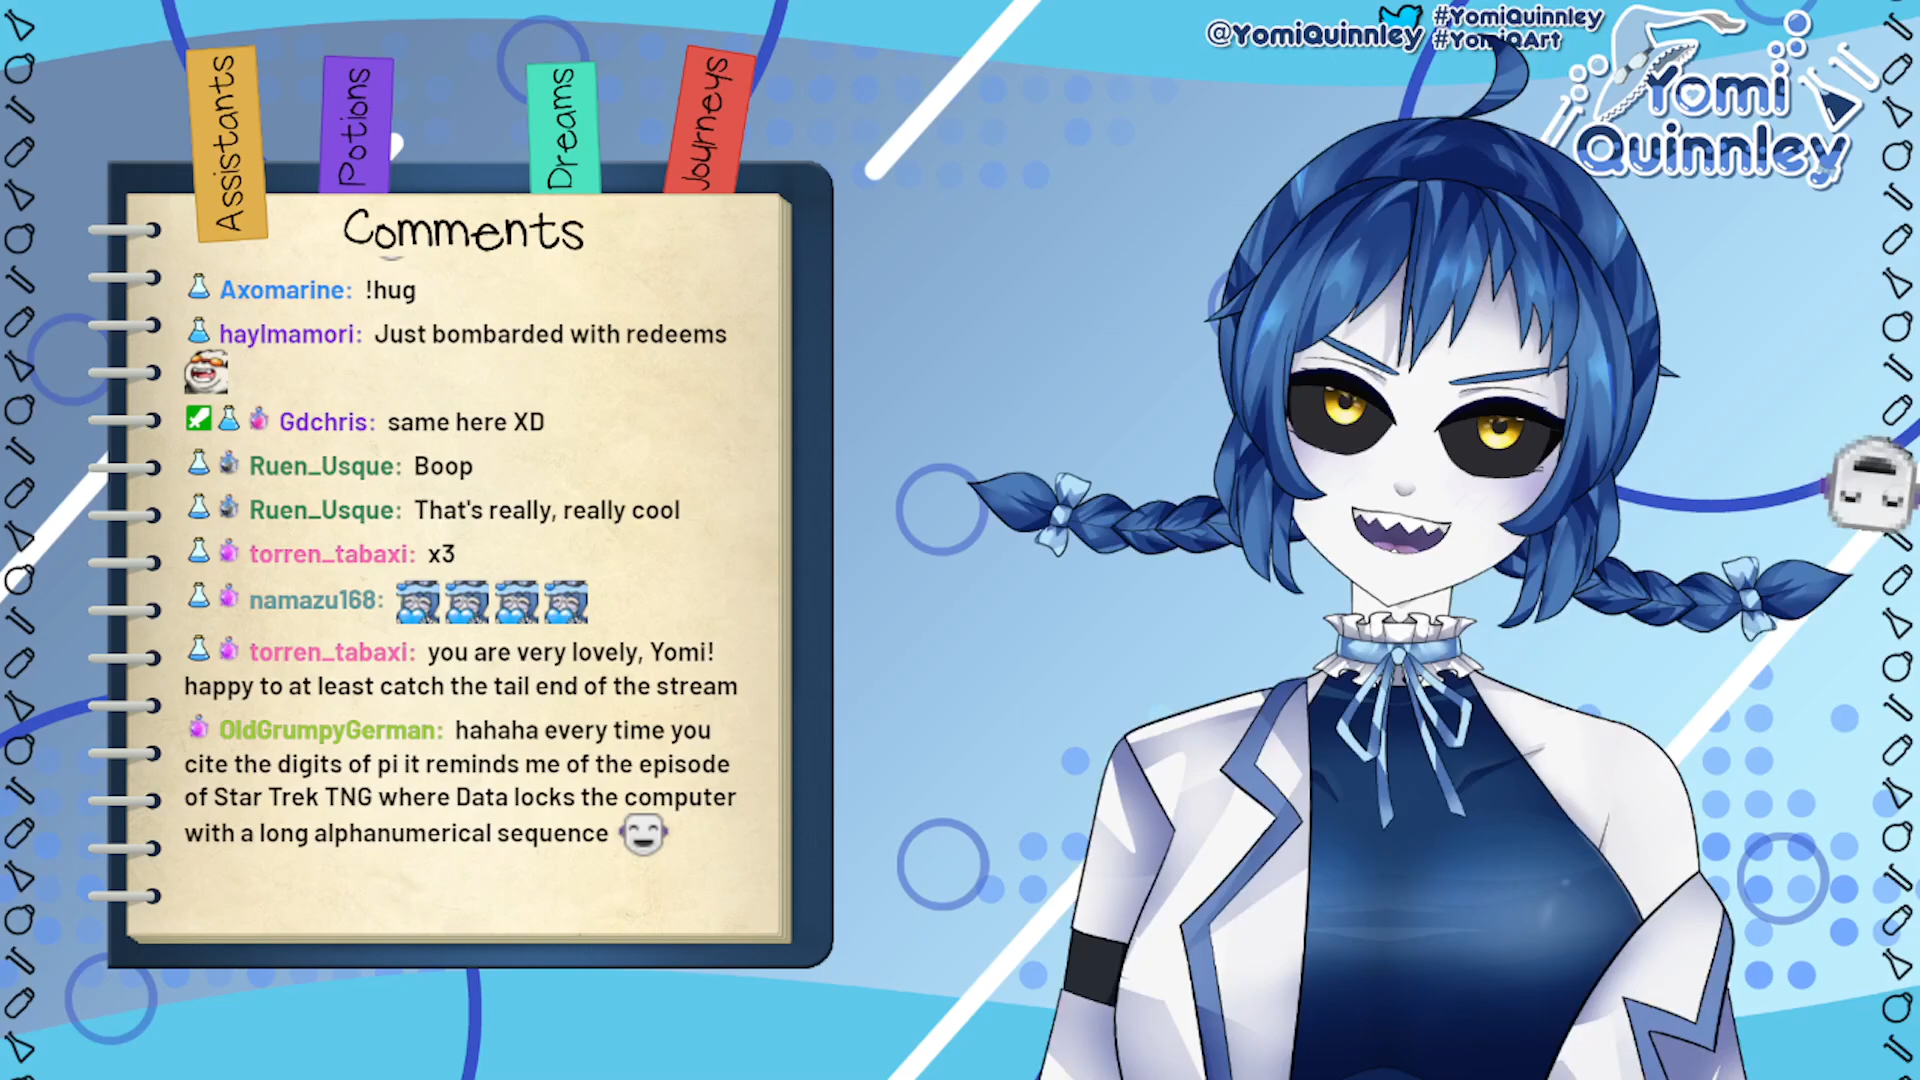 @YomiQuinnley
#YomiQuinnley
#YomiQArt
Yomi
Quinnley
Assistants
Potions
Dreams
Journeys
Comments
Axomarine: !hug
haylmamori: Just bombarded with redeems
Gdchris: same here XD
Ruen_Usque: Boop
Ruen_Usque: That's really, really cool
torren_tabaxi: x3
namazu168:
torren_tabaxi: you are very lovely, Yomi!
happy to at least catch the tail end of the stream
OldGrumpyGerman: hahaha every time you
cite the digits of pi it reminds me of the episode
of Star Trek TNG where Data locks the computer
with a long alphanumerical sequence